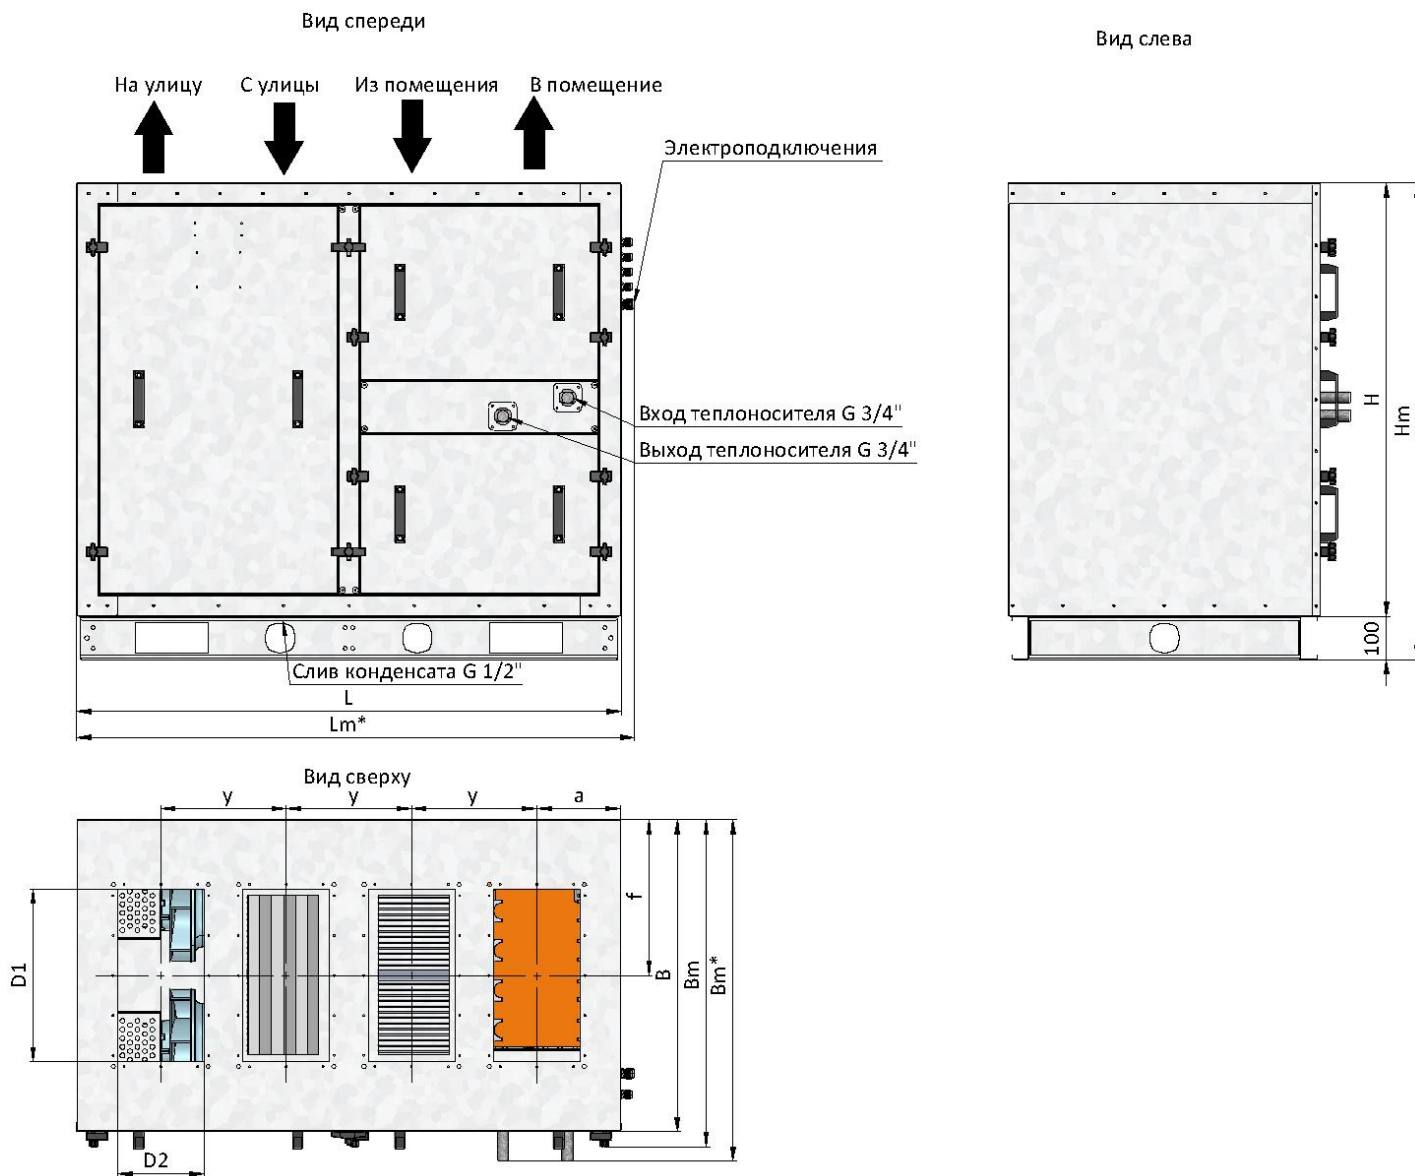 Вид спереди
Вид слева
На улицу
С улицы
Из помещения
В помещение
Электроподключения
Вход теплоносителя G 3/4"
Выход теплоносителя G 3/4"
H
Hm
100
Слив конденсата G 1/2"
L
Lm*
Вид сверху
y
y
y
a
f
B
Bm
Bm*
D1
D2